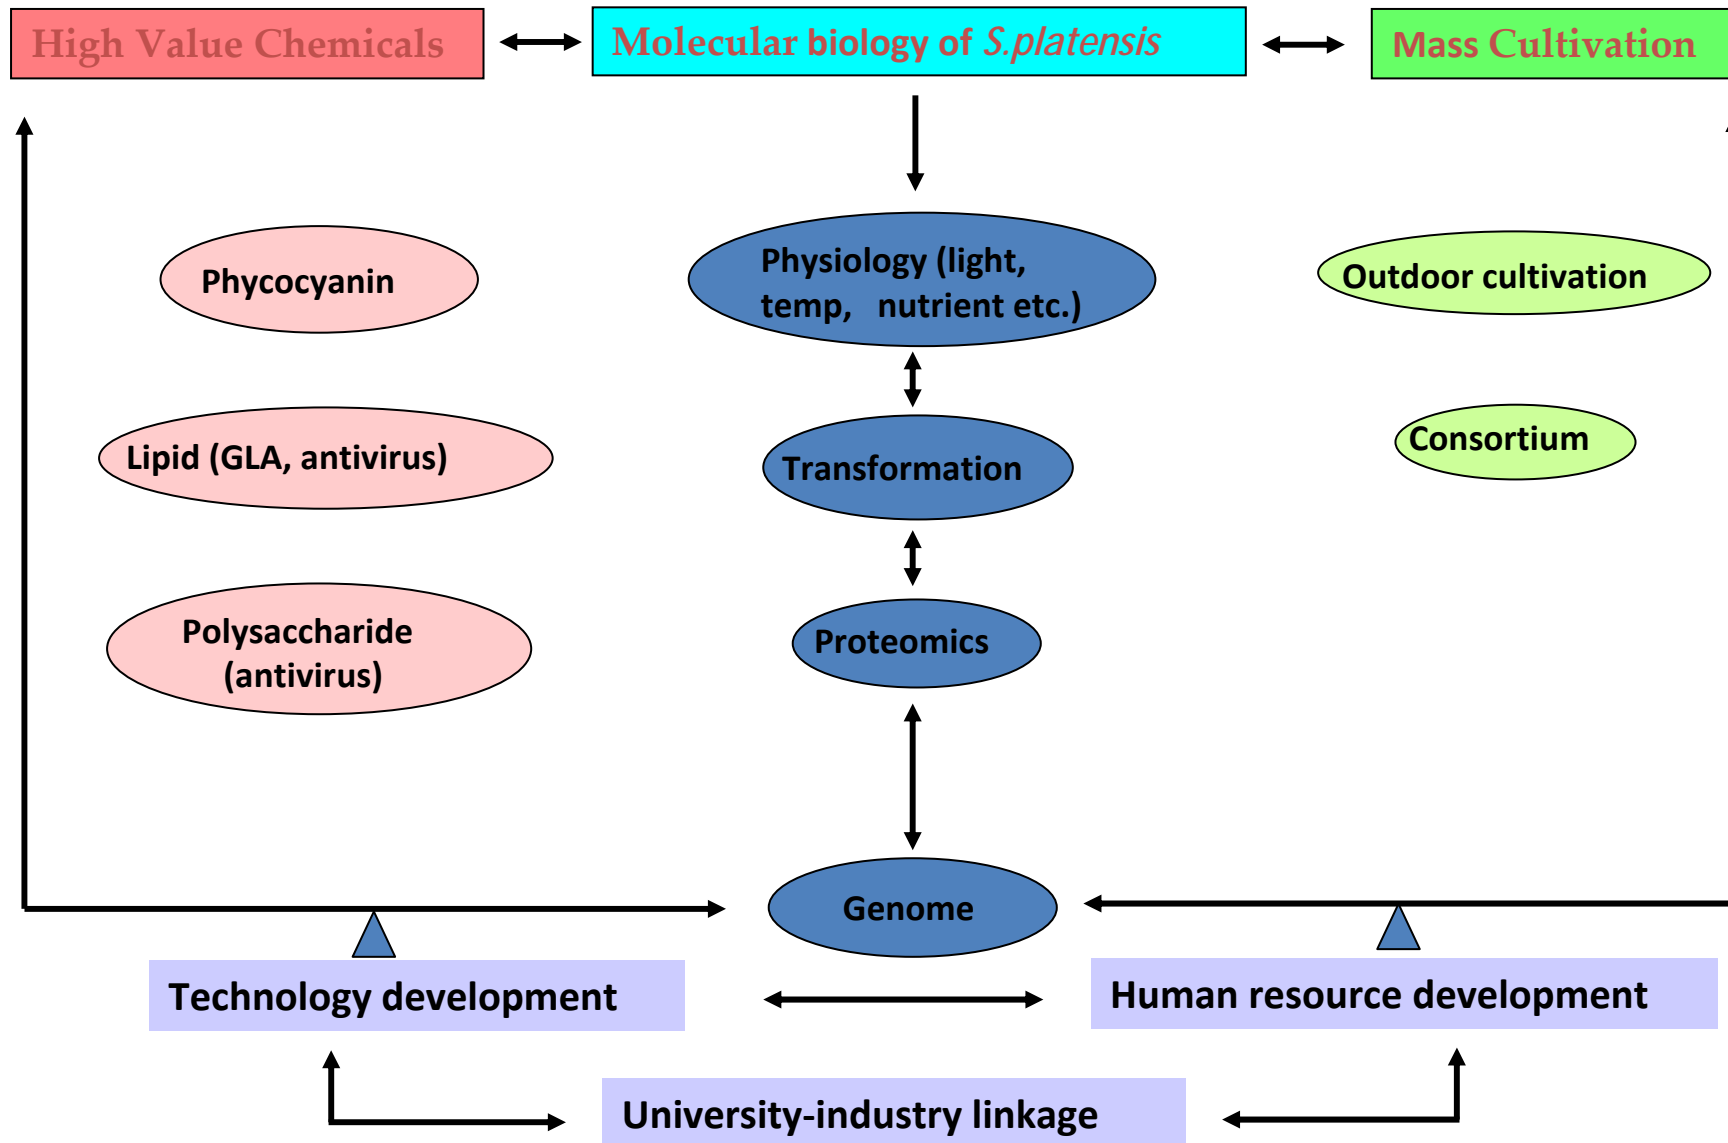 High Value Chemicals
Molecular biology of S.platensis
Mass Cultivation
Phycocyanin
Lipid (GLA, antivirus)
Polysaccharide
(antivirus)
Physiology (light,
temp, nutrient etc.)
Transformation
Proteomics
Genome
Outdoor cultivation
Consortium
Technology development
Human resource development
University-industry linkage